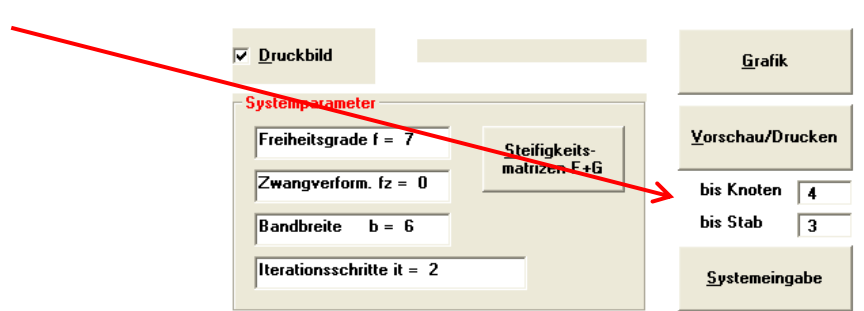 Druckbild
Grafik
Systemparameter
Freiheitsgrade f = 7
Steifigkeits-
matrizen E+G
Vorschau/Drucken
Zwangverform. fz = 0
bis Knoten 4
Bandbreite b = 6
bis Stab 3
Iterationsschritte it = 2
Systemeingabe